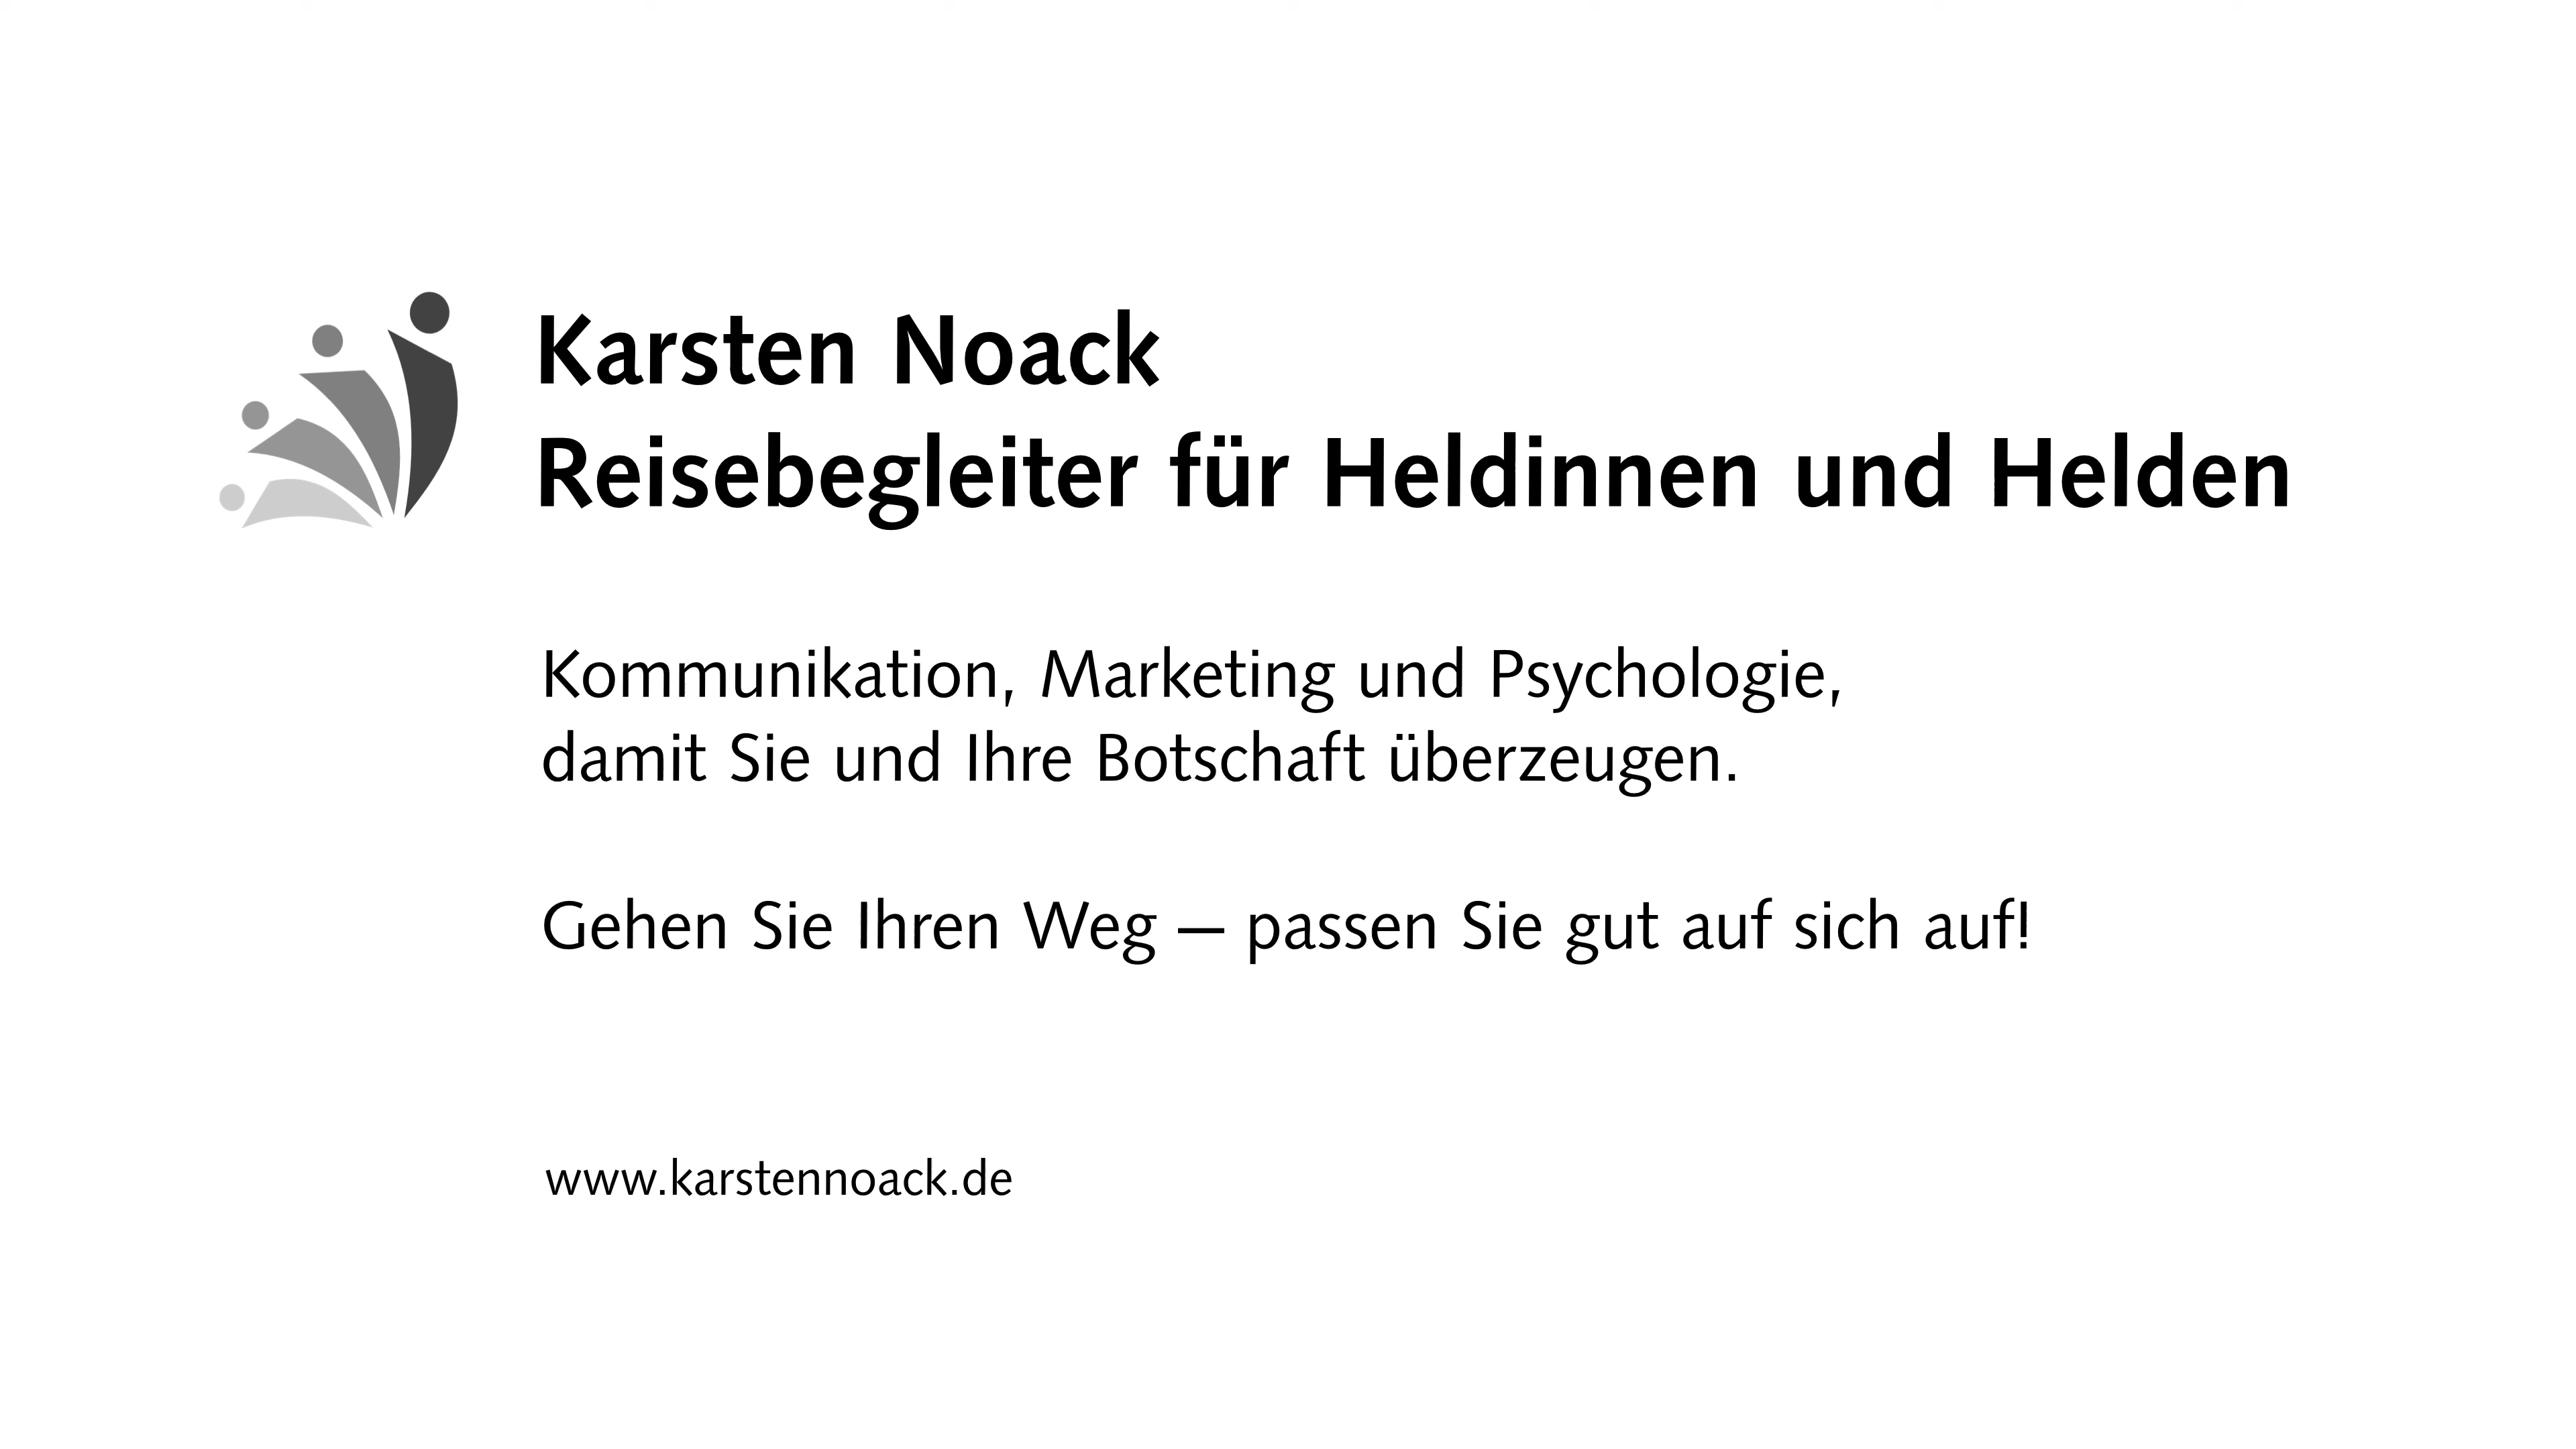 Karsten Noack
Reisebegleiter für Heldinnen und Helden
Kommunikation, Marketing und Psychologie,
damit Sie und Ihre Botschaft überzeugen.
Gehen Sie Ihren Weg – passen Sie gut auf sich auf!
www.karstennoack.de